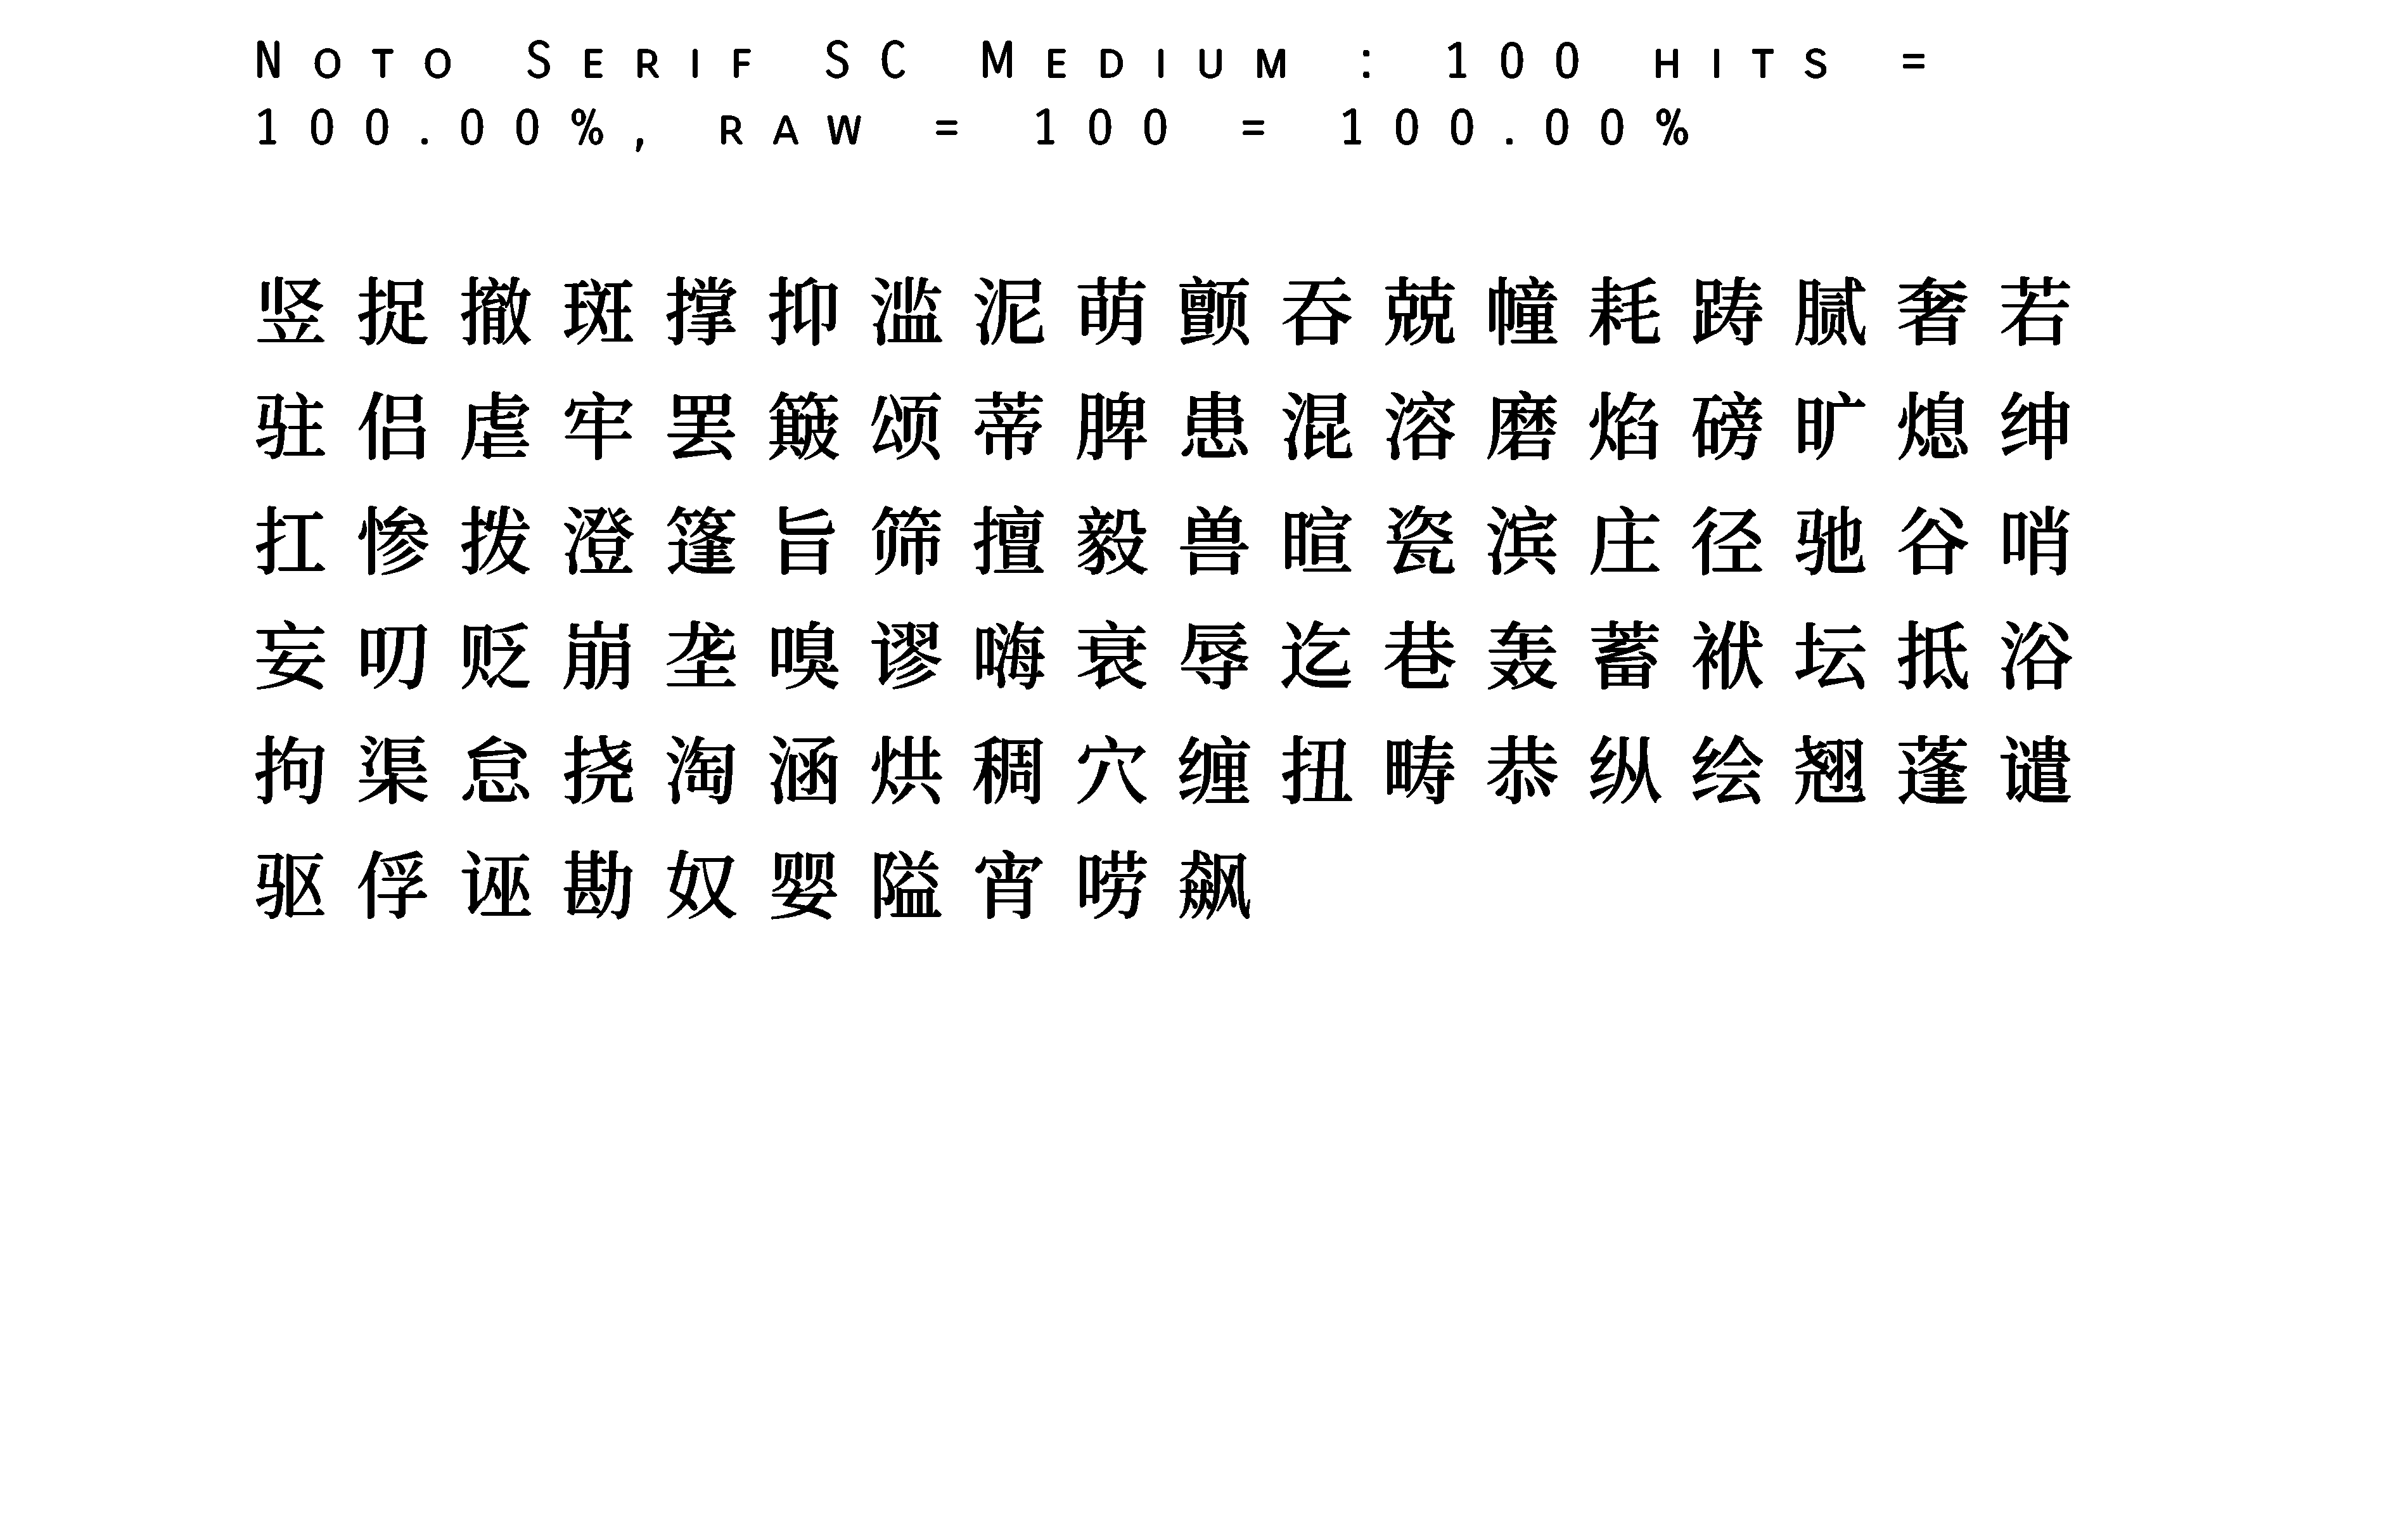 Noto Serif SC Medium : 100 hits =
100.00%, raw = 100 = 100.00%
竖捉撤斑撑抑滥泥萌颤吞兢幢耗踌腻奢若
驻侣虐牢罢簸颂蒂脾患混溶磨焰磅旷熄绅
扛惨拨澄篷旨筛擅毅兽暄瓷滨庄径驰谷哨
妄叨贬崩垄嗅谬嗨衰辱迄巷轰蓄袱坛抵浴
拘渠怠挠淘涵烘稠穴缠扭畴恭纵绘翘蓬谴
驱俘诬勘奴婴隘宵唠飙